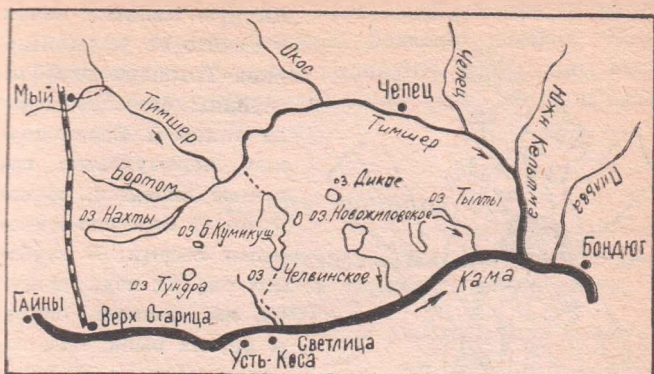 Мый
Тимшер
Окос
Чепец
Чепец
Тимшер
Южн Кельтма
Пильва
Бортом
оз Нахты
оз Б Кумикуш
оз. Дикое
оз. Новожиловское
оз. Тылты
оз Тундра
оз Челвинское
Кама
Бондюг
Гайны
Верх Старица
Усть-Коса
Светлица